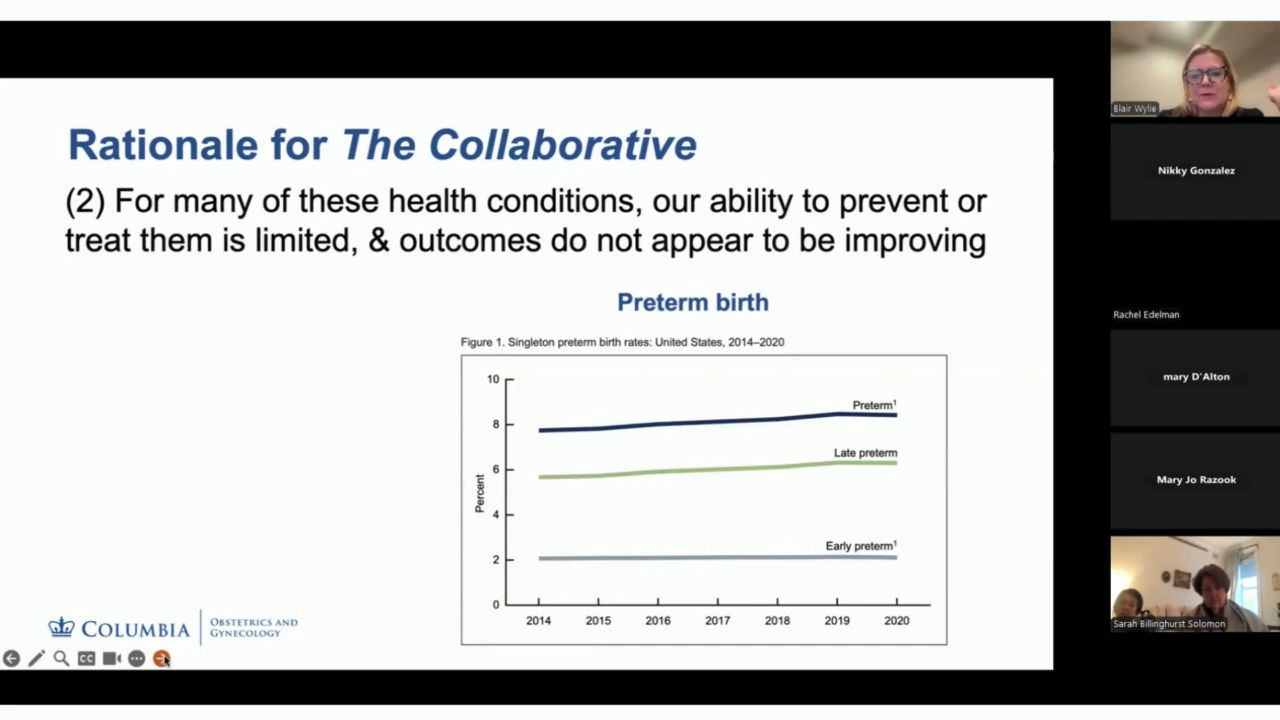 Rationale for The Collaborative
(2) For many of these health conditions, our ability to prevent or
treat them is limited, & outcomes do not appear to be improving
Preterm birth
Figure 1. Singleton preterm birth rates: United States, 2014–2020
Percent
10
8
6
4
2
0
Preterm¹
Late preterm
Early preterm¹
2014 2015 2016 2017 2018 2019 2020
COLUMBIA
OBSTETRICS AND
GYNECOLOGY
CC
Blair Wylie
Nikky Gonzalez
Rachel Edelman
mary D'Alton
Mary Jo Razook
Sarah Billinghurst Solomon